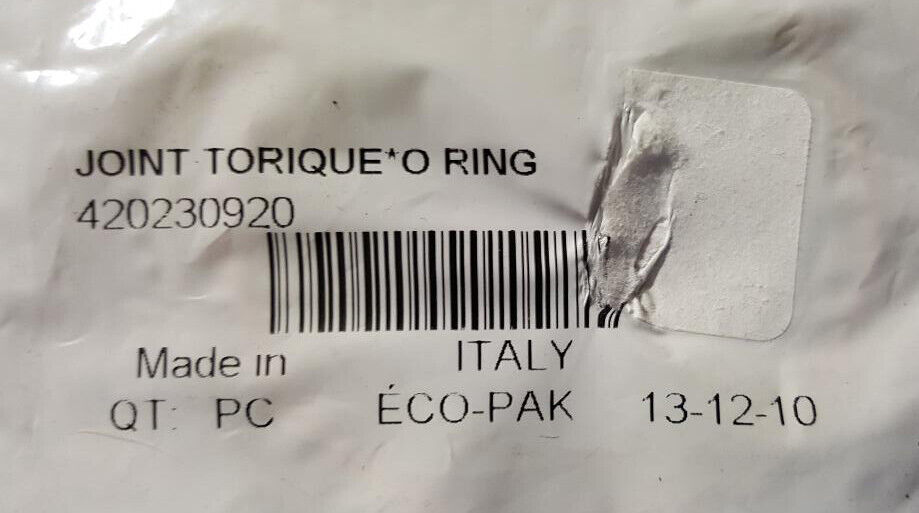 JOINT TORIQUE*O RING
420230920
Made in ITALY
QT: PC ÉCO-PAK 13-12-10